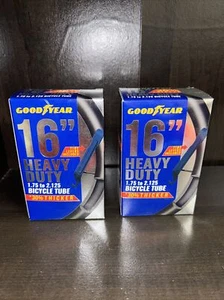 GOODYEAR
16"
HEAVY
DUTY
1.75 to 2.125
BICYCLE TUBE
30% THICKER
GOODYEAR
16"
HEAVY
DUTY
1.75 to 2.125
BICYCLE TUBE
30% THICKER